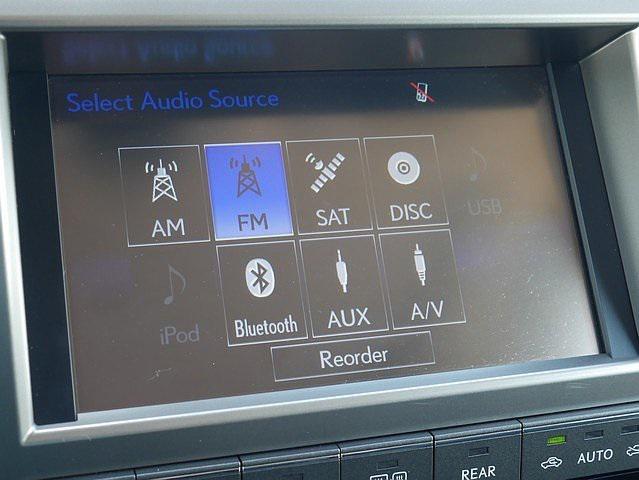 Select Audio Source
AM FM SAT DISC USB
iPod Bluetooth AUX A/V
Reorder
REAR AUTO